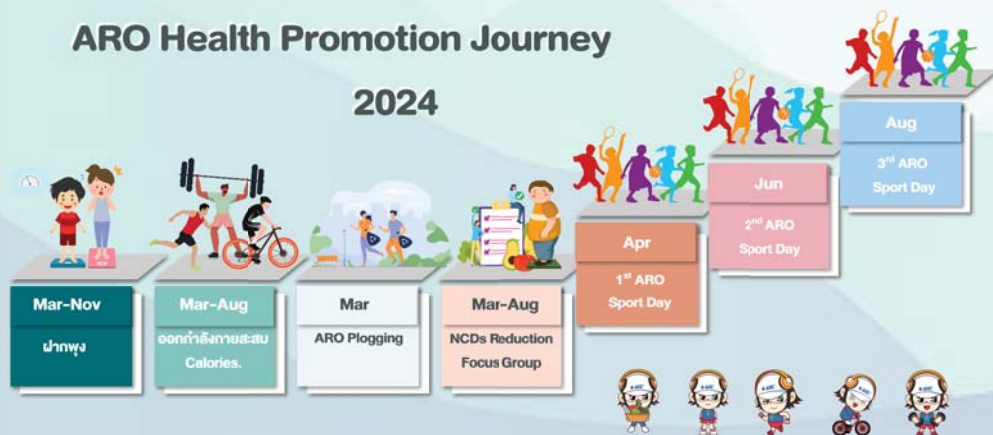 ARO Health Promotion Journey
2024
Mar-Nov
ฝากพุง
Mar-Aug
ออกกำลังกายสะสม
Calories.
Mar
ARO Plogging
Mar-Aug
NCDs Reduction
Focus Group
Apr
1st ARO
Sport Day
Jun
2nd ARO
Sport Day
Aug
3rd ARO
Sport Day